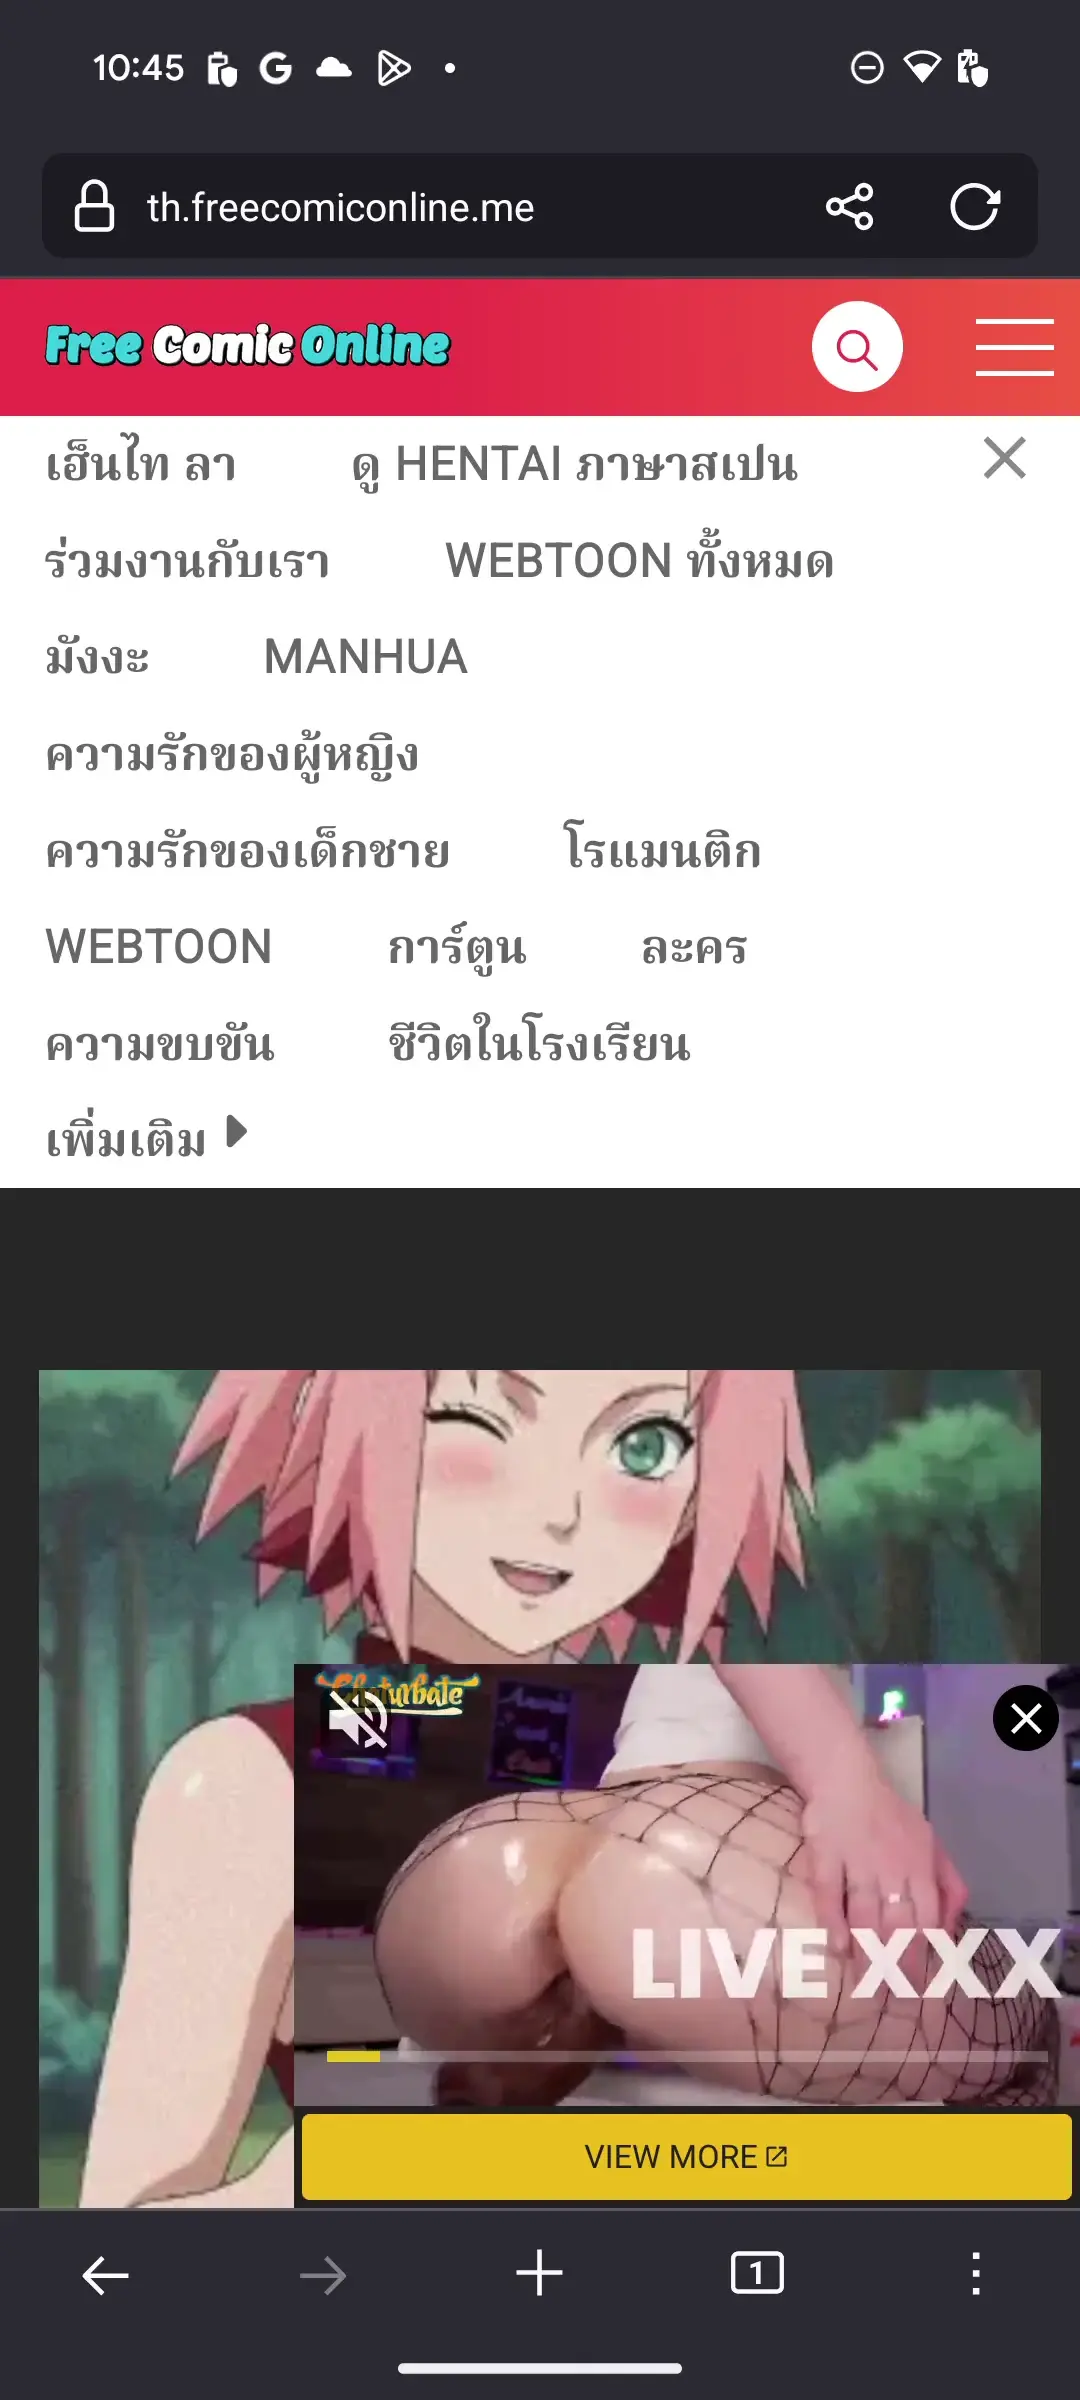 10:45
th.freecomiconline.me
Free Comic Online
เฮ็นไท ลา ดู HENTAI ภาษาสเปน
ร่วมงานกับเรา WEBTOON ทั้งหมด
มังงะ MANHUA
ความรักของผู้หญิง
ความรักของเด็กชาย โรแมนติก
WEBTOON การ์ตูน ละคร
ความขบขัน ชีวิตในโรงเรียน
เพิ่มเติม
Chaturbate
LIVE XXX
VIEW MORE
1